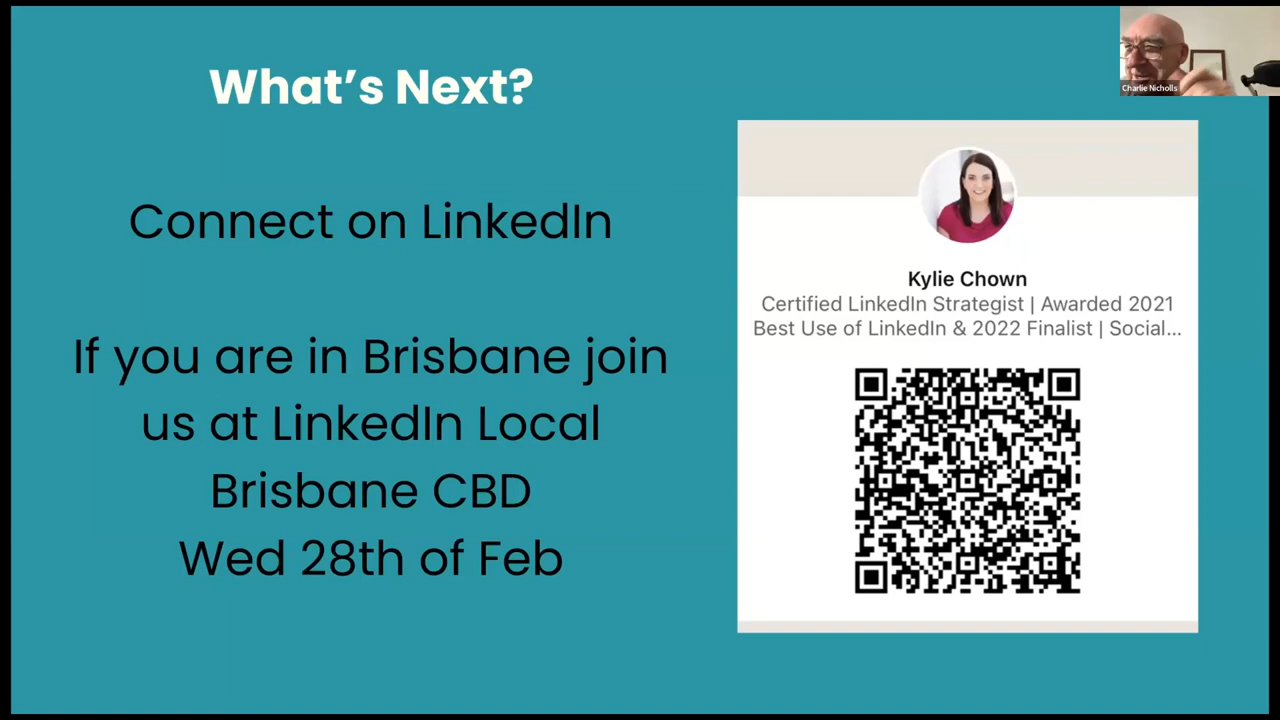 What's Next?
Charlie Nicholls
Connect on LinkedIn
If you are in Brisbane join
us at LinkedIn Local
Brisbane CBD
Wed 28th of Feb
Kylie Chown
Certified LinkedIn Strategist | Awarded 2021
Best Use of LinkedIn & 2022 Finalist | Social...